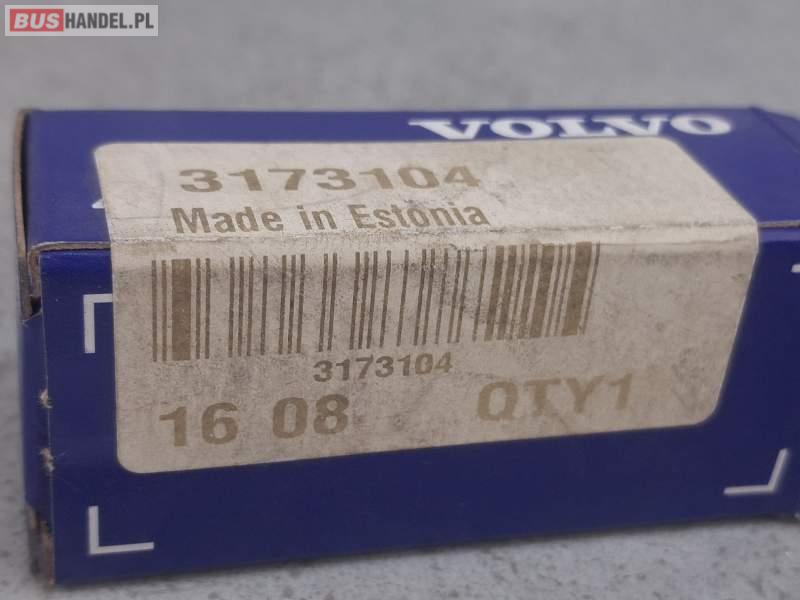 BUSHANDEL.PL
VOLVO
3173104
Made in Estonia
3173104
16 08 QTY1